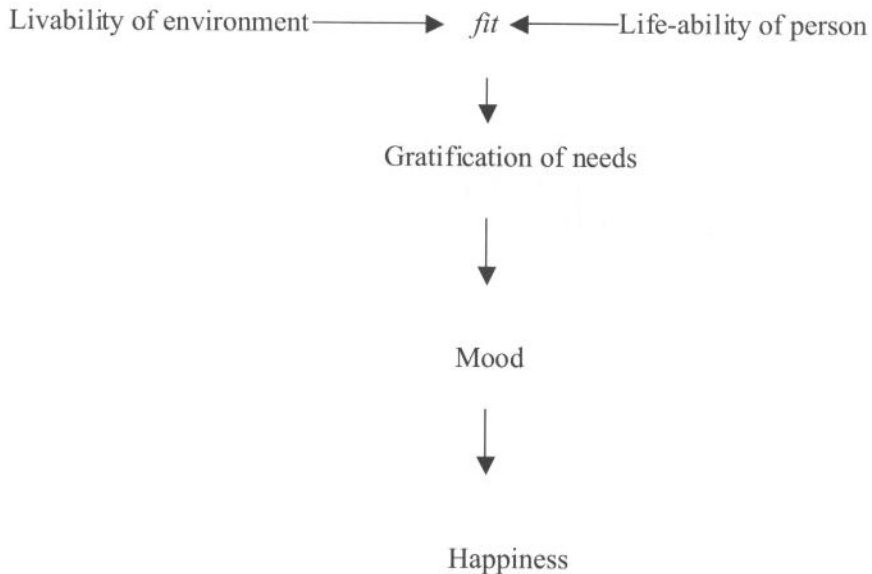 Livability of environment fit Life-ability of person
Gratification of needs
Mood
Happiness